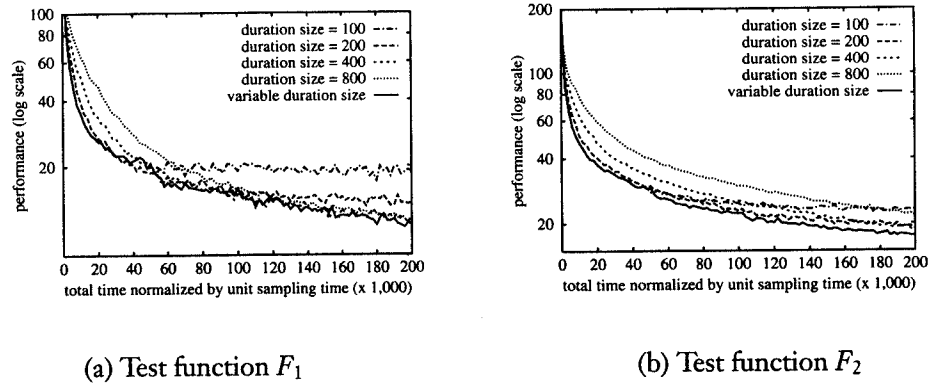 100
80
60
40
20
performance (log scale)
duration size = 100
duration size = 200
duration size = 400
duration size = 800
variable duration size
0 20 40 60 80 100 120 140 160 180 200
total time normalized by unit sampling time (x 1,000)
(a) Test function F₁
200
100
80
60
40
20
performance (log scale)
duration size = 100
duration size = 200
duration size = 400
duration size = 800
variable duration size
0 20 40 60 80 100 120 140 160 180 200
total time normalized by unit sampling time (x 1,000)
(b) Test function F₂